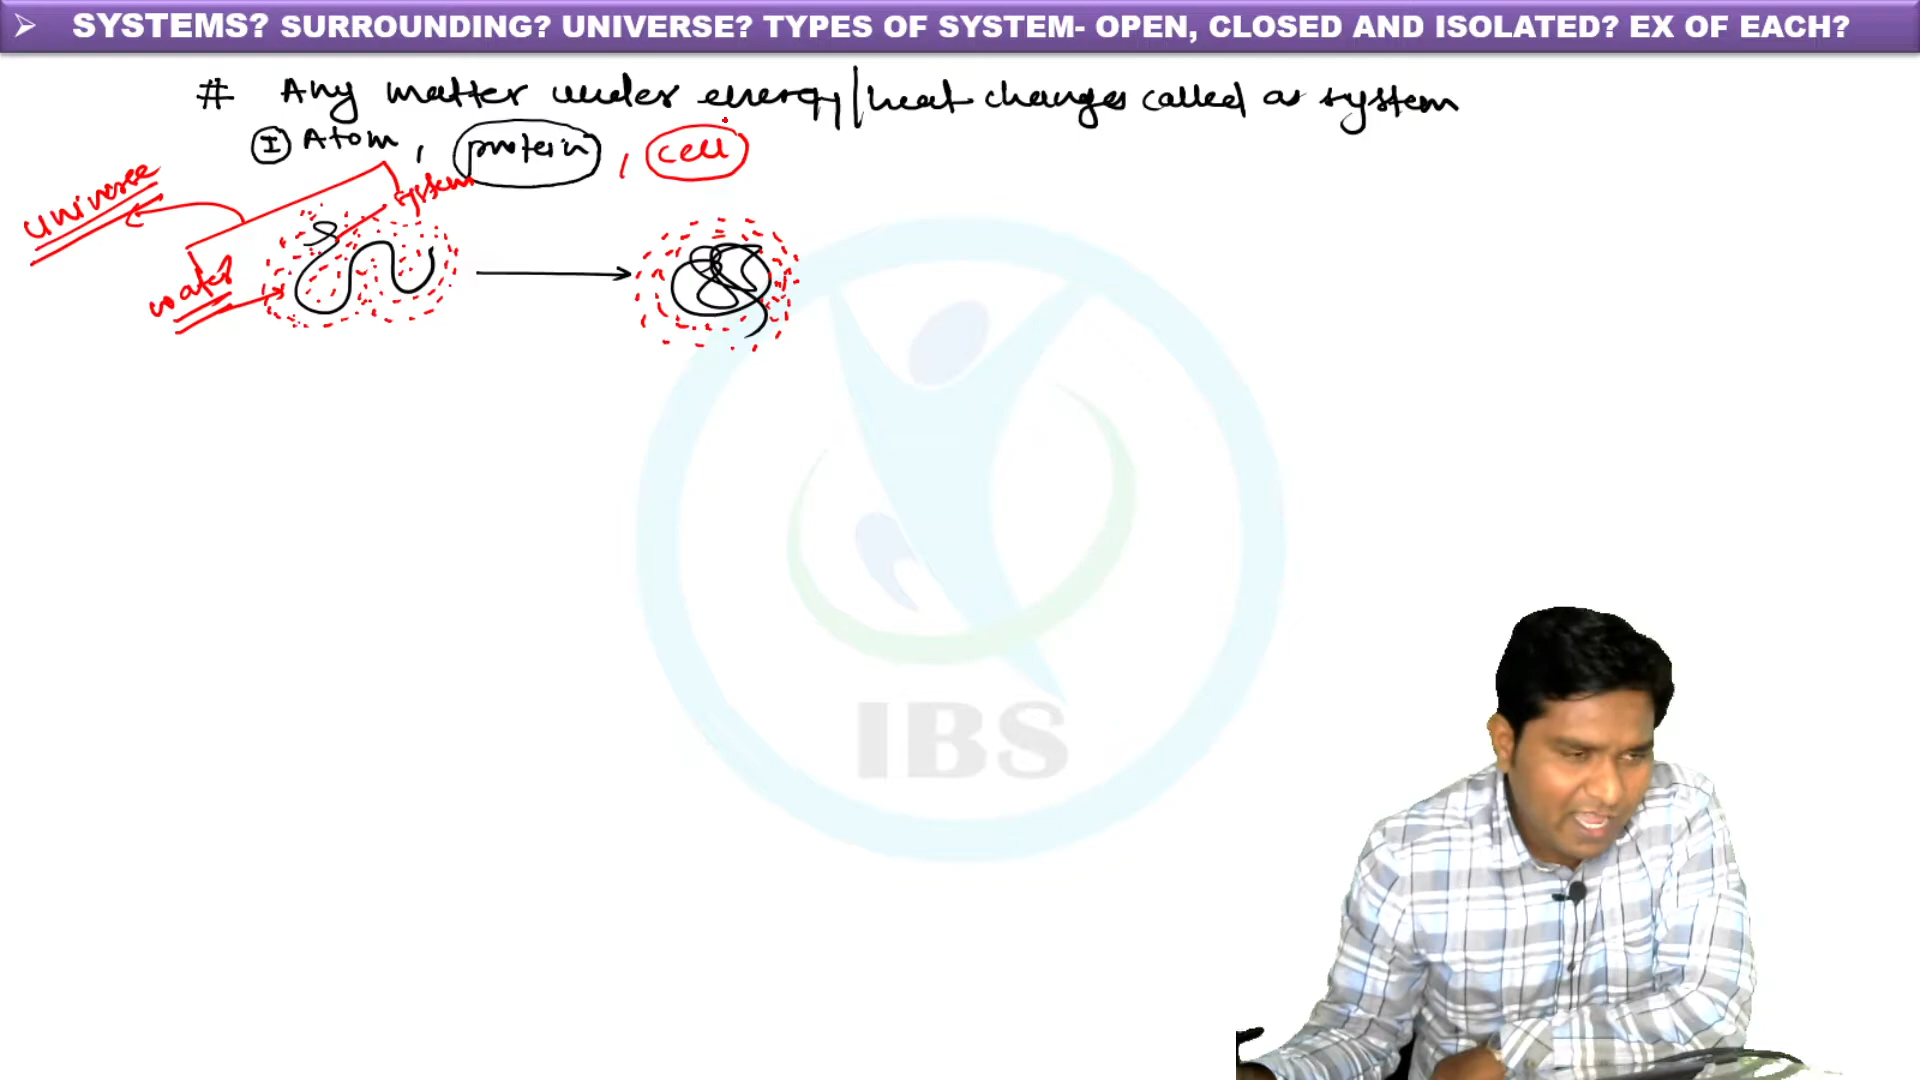 SYSTEMS? SURROUNDING? UNIVERSE? TYPES OF SYSTEM- OPEN, CLOSED AND ISOLATED? EX OF EACH?
# Any matter under energy/heat changes called as system
I Atom, protein, cell
universe
system
water
IBS